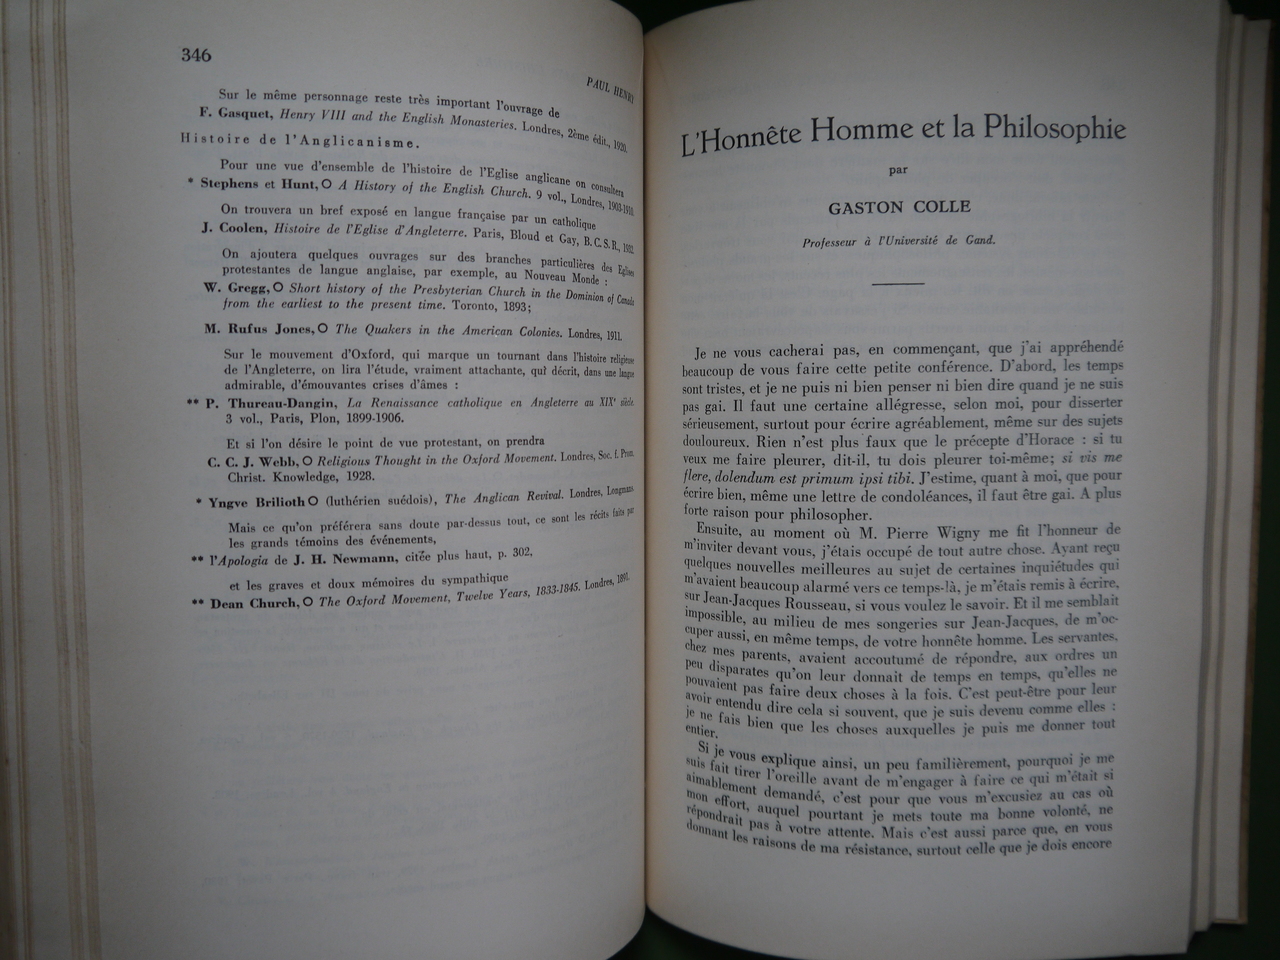 346
PAUL HENRY
Sur le même personnage reste très important l'ouvrage de
F. Gasquet, Henry VIII and the English Monasteries. Londres, 2ème édit., 1920.
Histoire de l'Anglicanisme.
Pour une vue d'ensemble de l'histoire de l'Eglise anglicane on consultera
* Stephens et Hunt, O A History of the English Church. 9 vol., Londres, 1903-1910.
On trouvera un bref exposé en langue française par un catholique
J. Coolen, Histoire de l'Eglise d'Angleterre. Paris, Bloud et Gay, B. C. S. R., 1932.
On ajoutera quelques ouvrages sur des branches particulières des Eglises
protestantes de langue anglaise, par exemple, au Nouveau Monde :
W. Gregg, O Short history of the Presbyterian Church in the Dominion of Canada
from the earliest to the present time. Toronto, 1893;
M. Rufus Jones, O The Quakers in the American Colonies. Londres, 1911.
Sur le mouvement d'Oxford, qui marque un tournant dans l'histoire religieuse
de l'Angleterre, on lira l'étude, vraiment attachante, qui décrit, dans une langue
admirable, d'émouvantes crises d'âmes :
** P. Thureau-Dangin, La Renaissance catholique en Angleterre au XIXe siècle.
3 vol., Paris, Plon, 1899-1906.
Et si l'on désire le point de vue protestant, on prendra
C. C. J. Webb, O Religious Thought in the Oxford Movement. Londres, Soc. f. Prom.
Christ. Knowledge, 1928.
* Yngve Brilioth O (luthérien suédois), The Anglican Revival. Londres, Longmans.
Mais ce qu'on préférera sans doute par-dessus tout, ce sont les récits faits par
les grands témoins des événements,
** l'Apologia de J. H. Newmann, citée plus haut, p. 302,
et les graves et doux mémoires du sympathique
** Dean Church, O The Oxford Movement, Twelve Years, 1833-1845. Londres, 1891.
L'Honnête Homme et la Philosophie
par
GASTON COLLE
Professeur à l'Université de Gand.
Je ne vous cacherai pas, en commençant, que j'ai appréhendé
beaucoup de vous faire cette petite conférence. D'abord, les temps
sont tristes, et je ne puis ni bien penser ni bien dire quand je ne suis
pas gai. Il faut une certaine allégresse, selon moi, pour disserter
sérieusement, surtout pour écrire agréablement, même sur des sujets
douloureux. Rien n'est plus faux que le précepte d'Horace : si tu
veux me faire pleurer, dit-il, tu dois pleurer toi-même; si vis me
flere, dolendum est primum ipsi tibi. J'estime, quant à moi, que pour
écrire bien, même une lettre de condoléances, il faut être gai. A plus
forte raison pour philosopher.
Ensuite, au moment où M. Pierre Wigny me fit l'honneur de
m'inviter devant vous, j'étais occupé de tout autre chose. Ayant reçu
quelques nouvelles meilleures au sujet de certaines inquiétudes qui
m'avaient beaucoup alarmé vers ce temps-là, je m'étais remis à écrire,
sur Jean-Jacques Rousseau, si vous voulez le savoir. Et il me semblait
impossible, au milieu de mes songeries sur Jean-Jacques, de m'oc-
cuper aussi, en même temps, de votre honnête homme. Les servantes,
chez mes parents, avaient accoutumé de répondre, aux ordres un
peu disparates qu'on leur donnait de temps en temps, qu'elles ne
pouvaient pas faire deux choses à la fois. C'est peut-être pour leur
avoir entendu dire cela si souvent, que je suis devenu comme elles :
je ne fais bien que les choses auxquelles je puis me donner tout
entier.
Si je vous explique ainsi, un peu familièrement, pourquoi je me
suis fait tirer l'oreille avant de m'engager à faire ce qui m'était si
aimablement demandé, c'est pour que vous m'excusiez au cas où
mon effort, auquel pourtant je mets toute ma bonne volonté, ne
répondrait pas à votre attente. Mais c'est aussi parce que, en vous
donnant les raisons de ma résistance, surtout celle que je dois encore